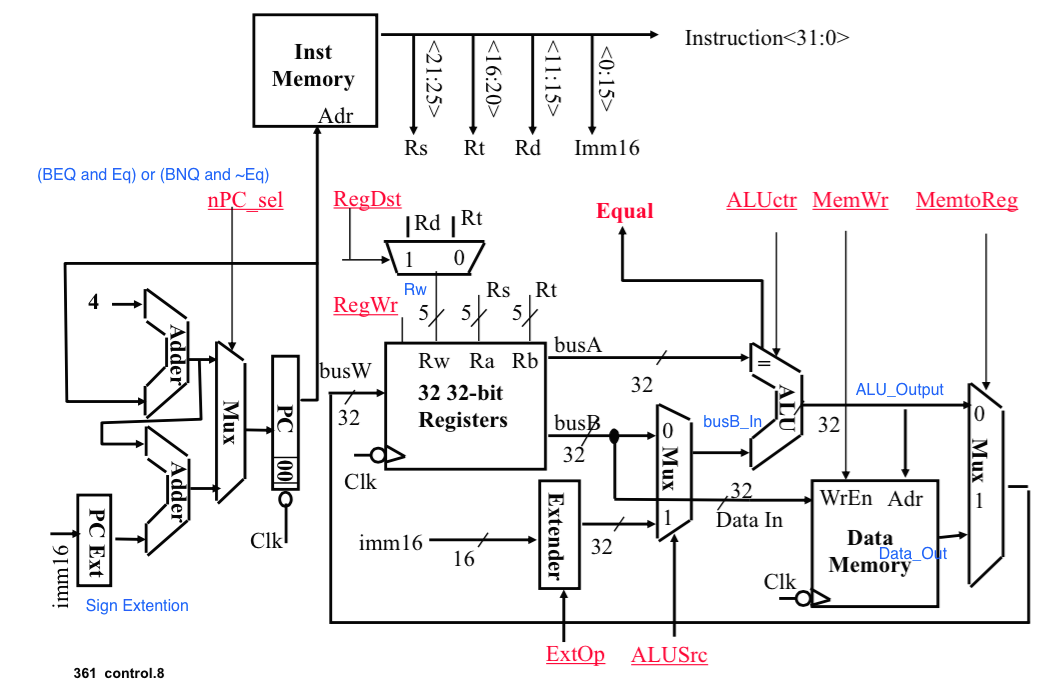 Inst
Memory
Adr
Instruction<31:0>
<21:25>
<16:20>
<11:15>
<0:15>
Rs
Rt
Rd
Imm16
(BEQ and Eq) or (BNQ and ~Eq)
nPC_sel
RegDst
Equal
ALUctr
MemWr
MemtoReg
Rd
Rt
1
0
4
Adder
Rw
5
5
5
Rs
Rt
RegWr
busW
32
Rw
Ra
Rb
32 32-bit
Registers
Clk
busA
32
busB
32
=
ALU
ALU_Output
32
busB_In
0
Mux
1
0
Mux
1
Mux
PC
00
Clk
Adder
PC Ext
imm16
Sign Extention
imm16
16
Extender
32
32
Data In
WrEn
Adr
Data
Memory
Data_Out
Clk
ExtOp
ALUSrc
361 control.8